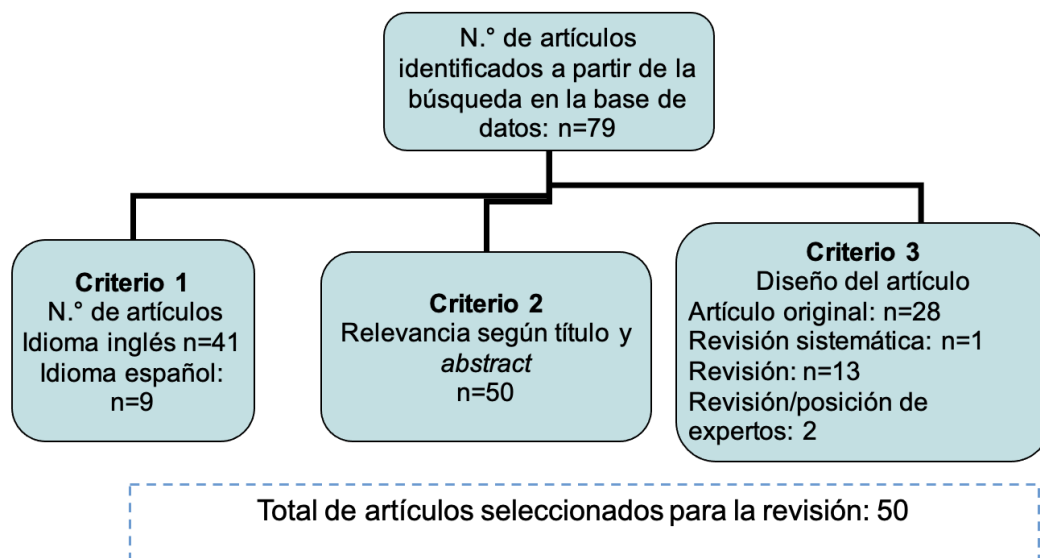 N.° de artículos
identificados a partir de la
búsqueda en la base de
datos: n=79
Criterio 1
N.° de artículos
Idioma inglés n=41
Idioma español:
n=9
Criterio 2
Relevancia según título y
abstract
n=50
Criterio 3
Diseño del artículo
Artículo original: n=28
Revisión sistemática: n=1
Revisión: n=13
Revisión/posición de
expertos: 2
Total de artículos seleccionados para la revisión: 50